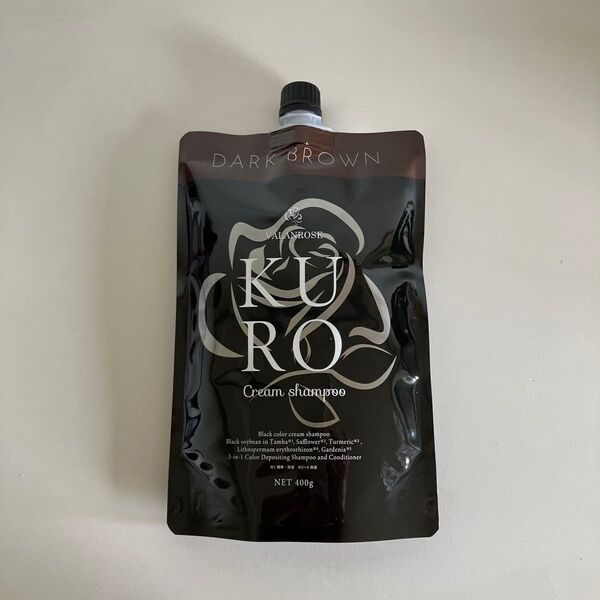 DARK BROWN
VALANROSE
KU
RO
Cream shampoo
Black color cream shampoo
Black soybean in Tamba※1, Safflower※2, Turmeric※3,
Lithospermum erythrorhizon※4, Gardenia※5
3-in-1 Color Depositing Shampoo and Conditioner
NET 400g